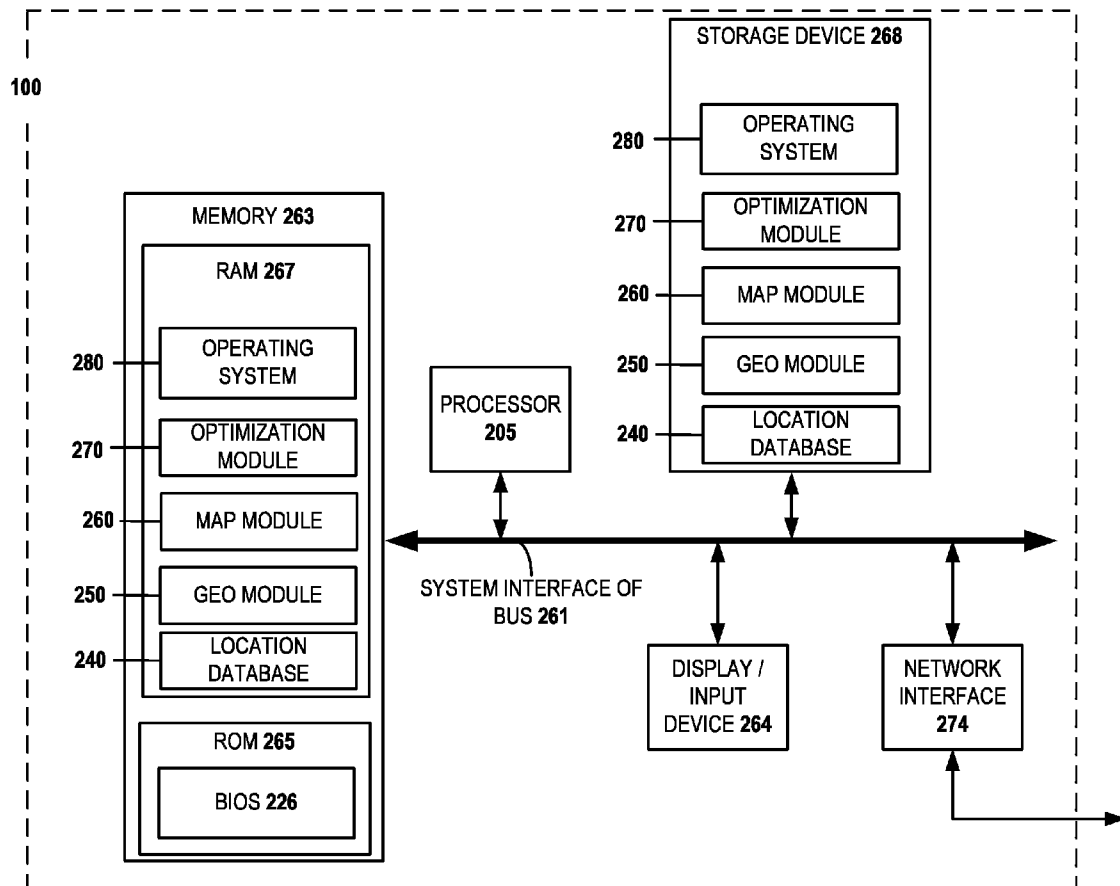 100
STORAGE DEVICE 268
280
OPERATING
SYSTEM
270
OPTIMIZATION
MODULE
260
MAP MODULE
250
GEO MODULE
240
LOCATION
DATABASE
MEMORY 263
RAM 267
280
OPERATING
SYSTEM
270
OPTIMIZATION
MODULE
260
MAP MODULE
250
GEO MODULE
240
LOCATION
DATABASE
ROM 265
BIOS 226
PROCESSOR
205
SYSTEM INTERFACE OF
BUS 261
DISPLAY /
INPUT
DEVICE 264
NETWORK
INTERFACE
274